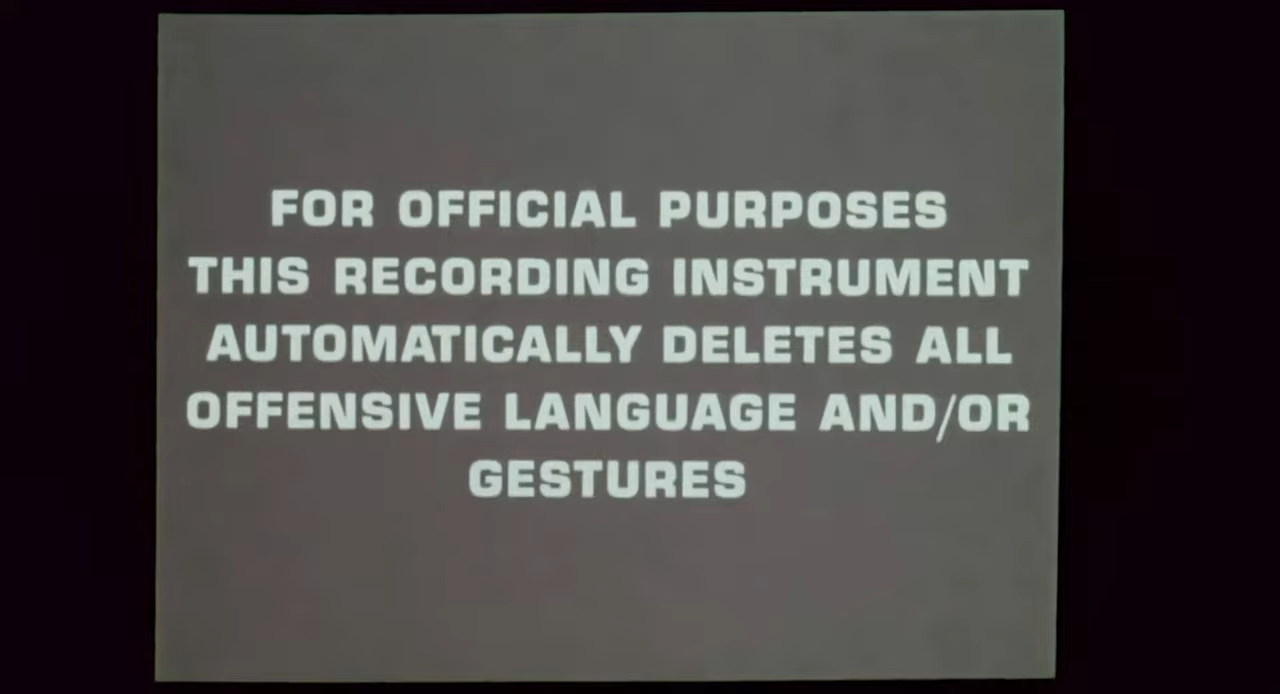 FOR OFFICIAL PURPOSES
THIS RECORDING INSTRUMENT
AUTOMATICALLY DELETES ALL
OFFENSIVE LANGUAGE AND/OR
GESTURES